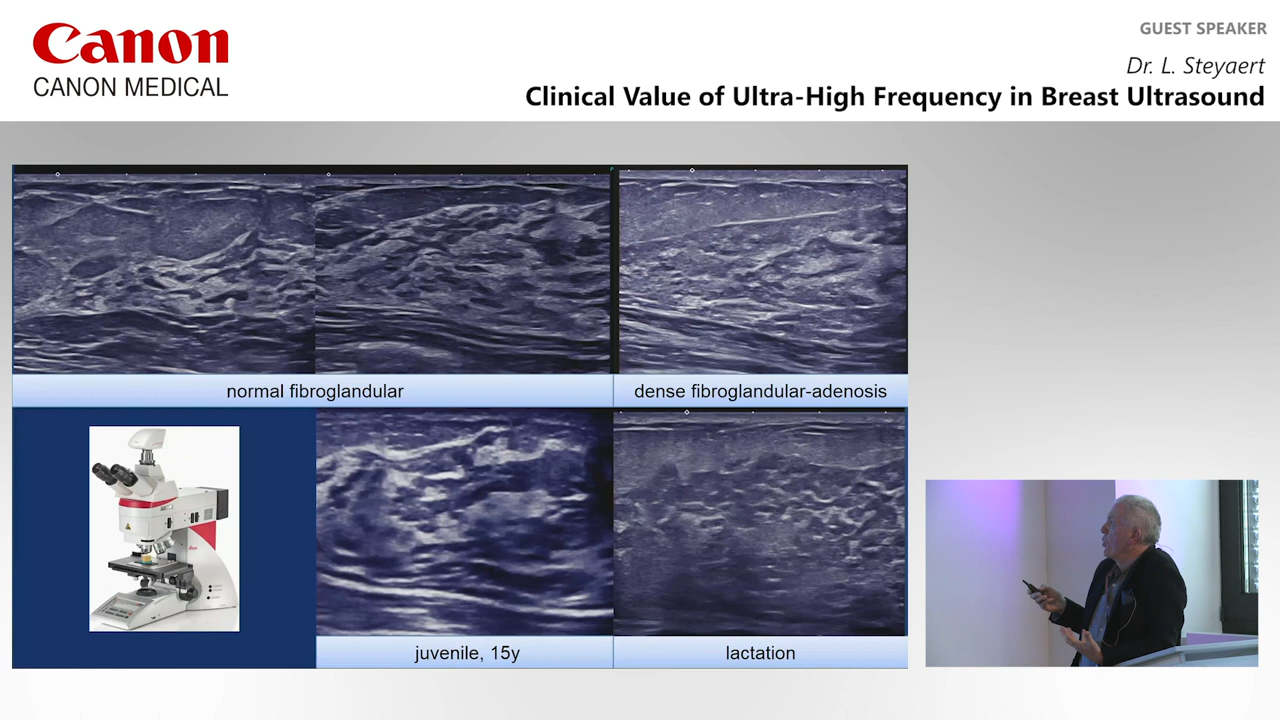 Canon
CANON MEDICAL
GUEST SPEAKER
Dr. L. Steyaert
Clinical Value of Ultra-High Frequency in Breast Ultrasound
normal fibroglandular
dense fibroglandular-adenosis
juvenile, 15y
lactation